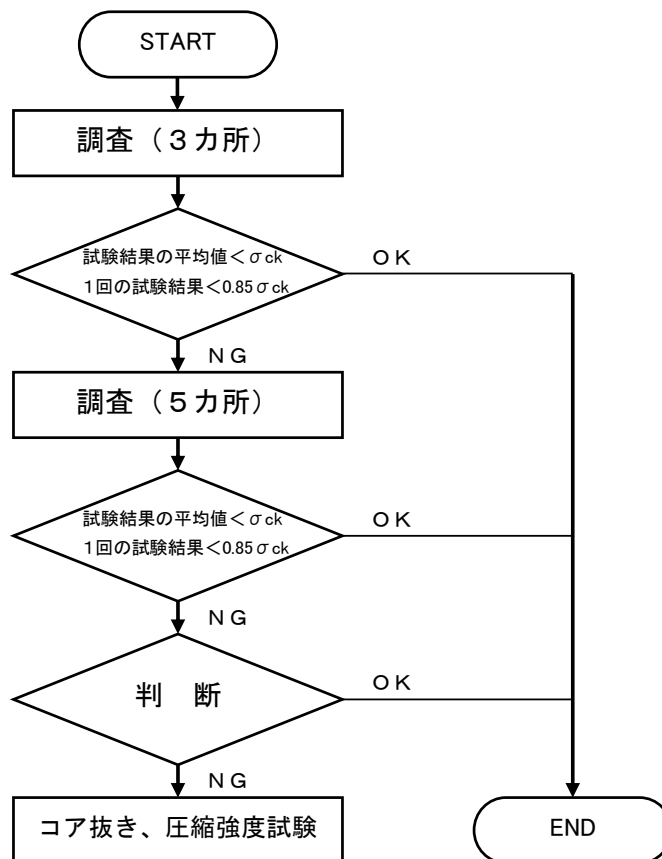 START
調査（３カ所）
試験結果の平均値＜σck
1回の試験結果＜0.85σck
ＯＫ
ＮＧ
調査（５カ所）
試験結果の平均値＜σck
1回の試験結果＜0.85σck
ＯＫ
ＮＧ
判　断
ＯＫ
ＮＧ
コア抜き、圧縮強度試験
END